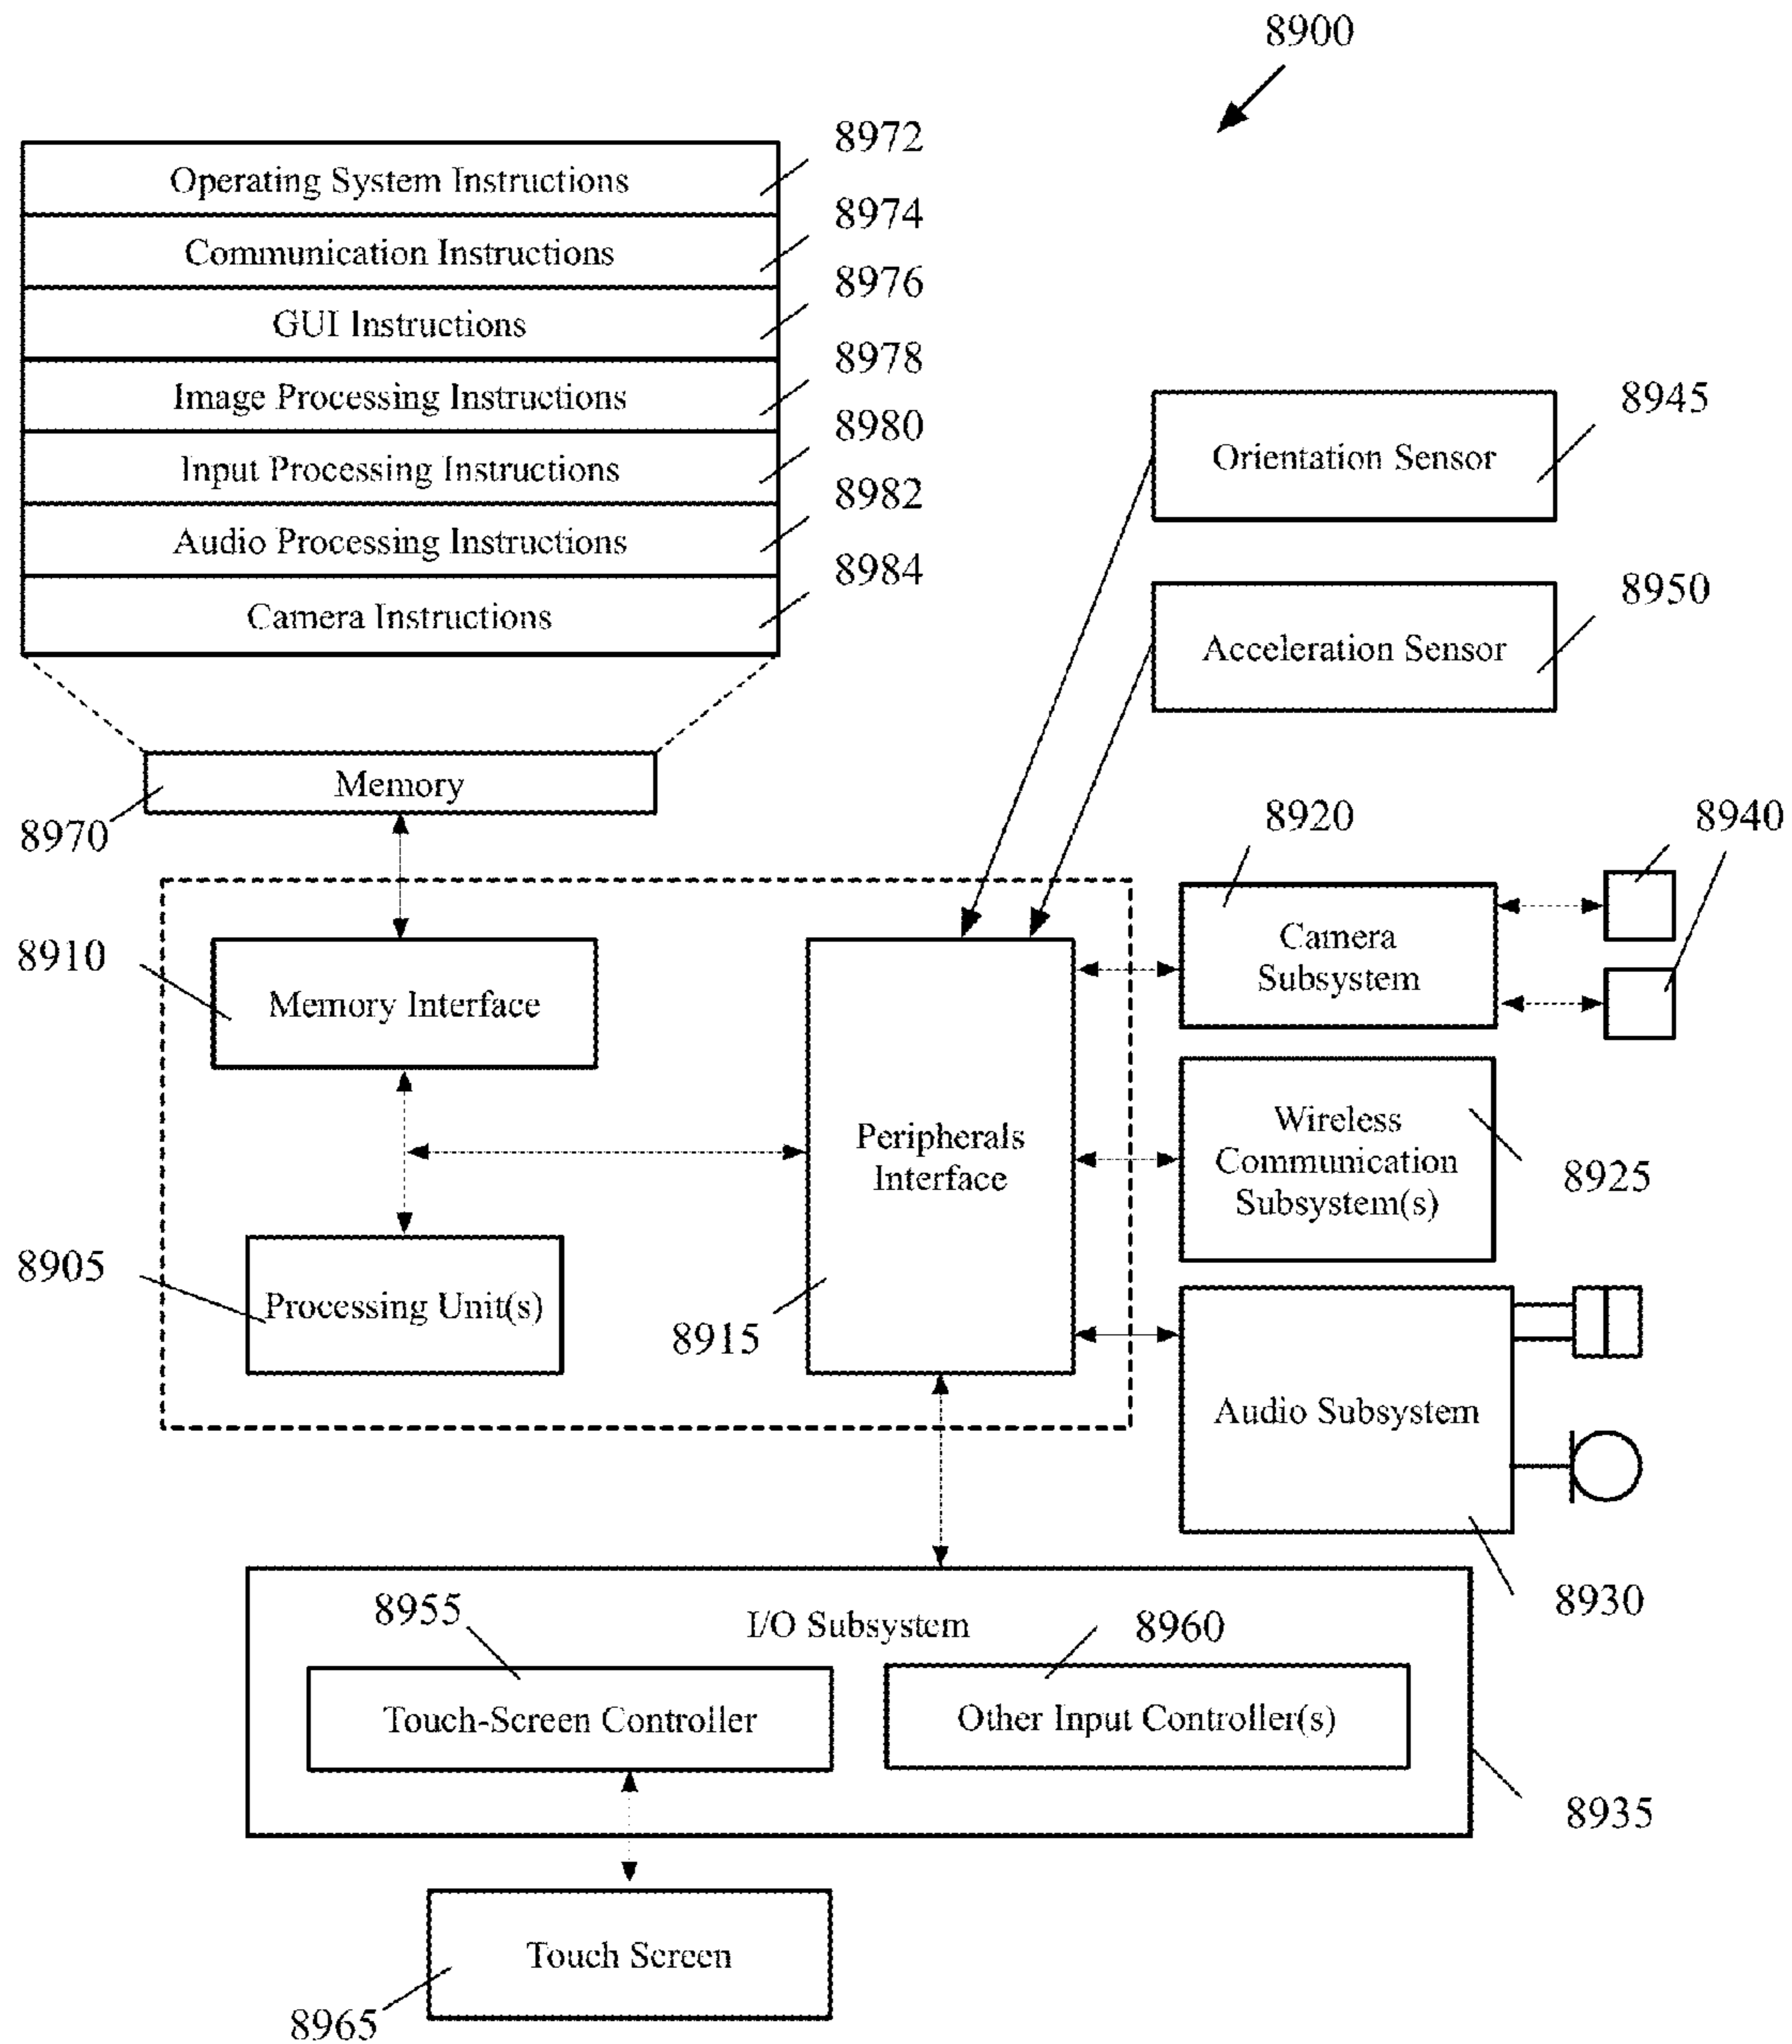 8900
8972
Operating System Instructions
8974
Communication Instructions
8976
GUI Instructions
8978
Image Processing Instructions
8980
Input Processing Instructions
8982
Audio Processing Instructions
8984
Camera Instructions
8945
Orientation Sensor
8950
Acceleration Sensor
Memory
8970
8920
8940
Camera
Subsystem
8910
Memory Interface
Peripherals
Interface
8915
Wireless
Communication
Subsystem(s)
8925
8905
Processing Unit(s)
Audio Subsystem
8930
I/O Subsystem
8955
8960
Touch-Screen Controller
Other Input Controller(s)
8935
Touch Screen
8965